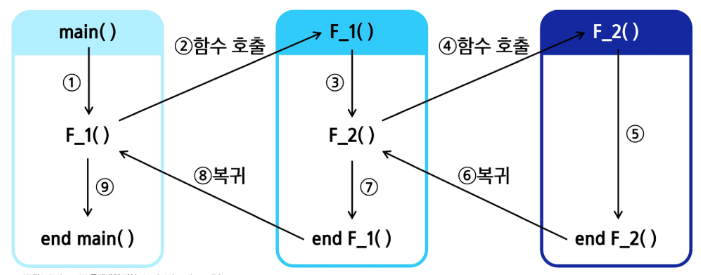 main( )
②함수 호출
F_1( )
④함수 호출
F_2( )
①
③
⑤
F_1( )
F_2( )
⑨
⑧복귀
⑦
⑥복귀
end main( )
end F_1( )
end F_2( )